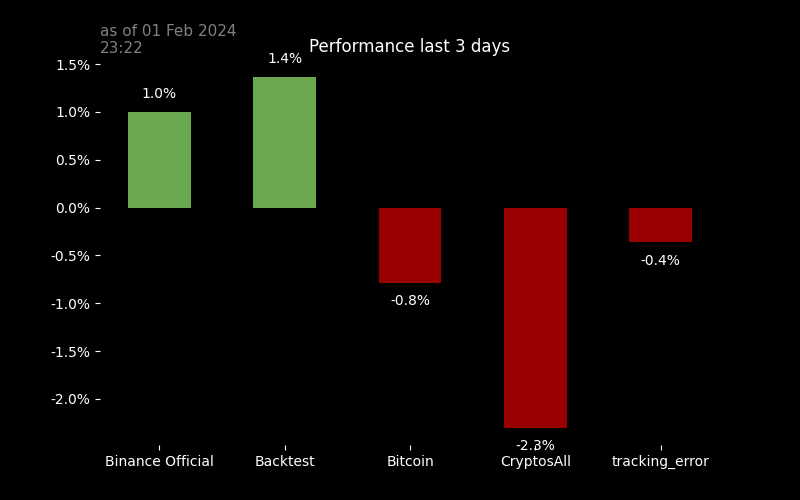 as of 01 Feb 2024
23:22
Performance last 3 days
1.5%
1.0%
0.5%
0.0%
-0.5%
-1.0%
-1.5%
-2.0%
1.0%
1.4%
-0.8%
-2.3%
-0.4%
Binance Official
Backtest
Bitcoin
CryptosAll
tracking_error